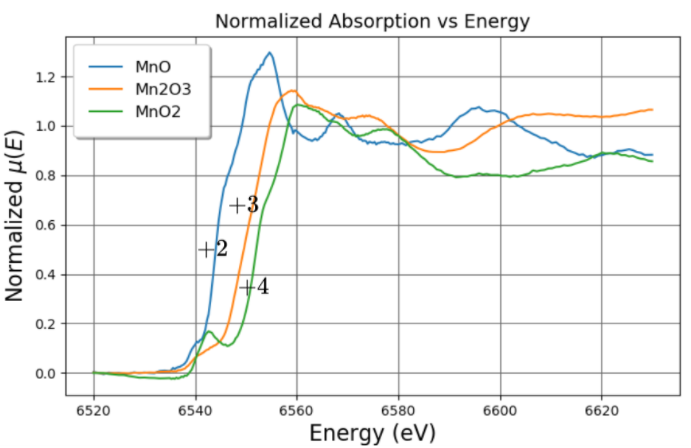 Normalized Absorption vs Energy
Normalized μ(E)
MnO
Mn2O3
MnO2
1.2
1.0
0.8
0.6
0.4
0.2
0.0
+3
+2
+4
6520 6540 6560 6580 6600 6620
Energy (eV)